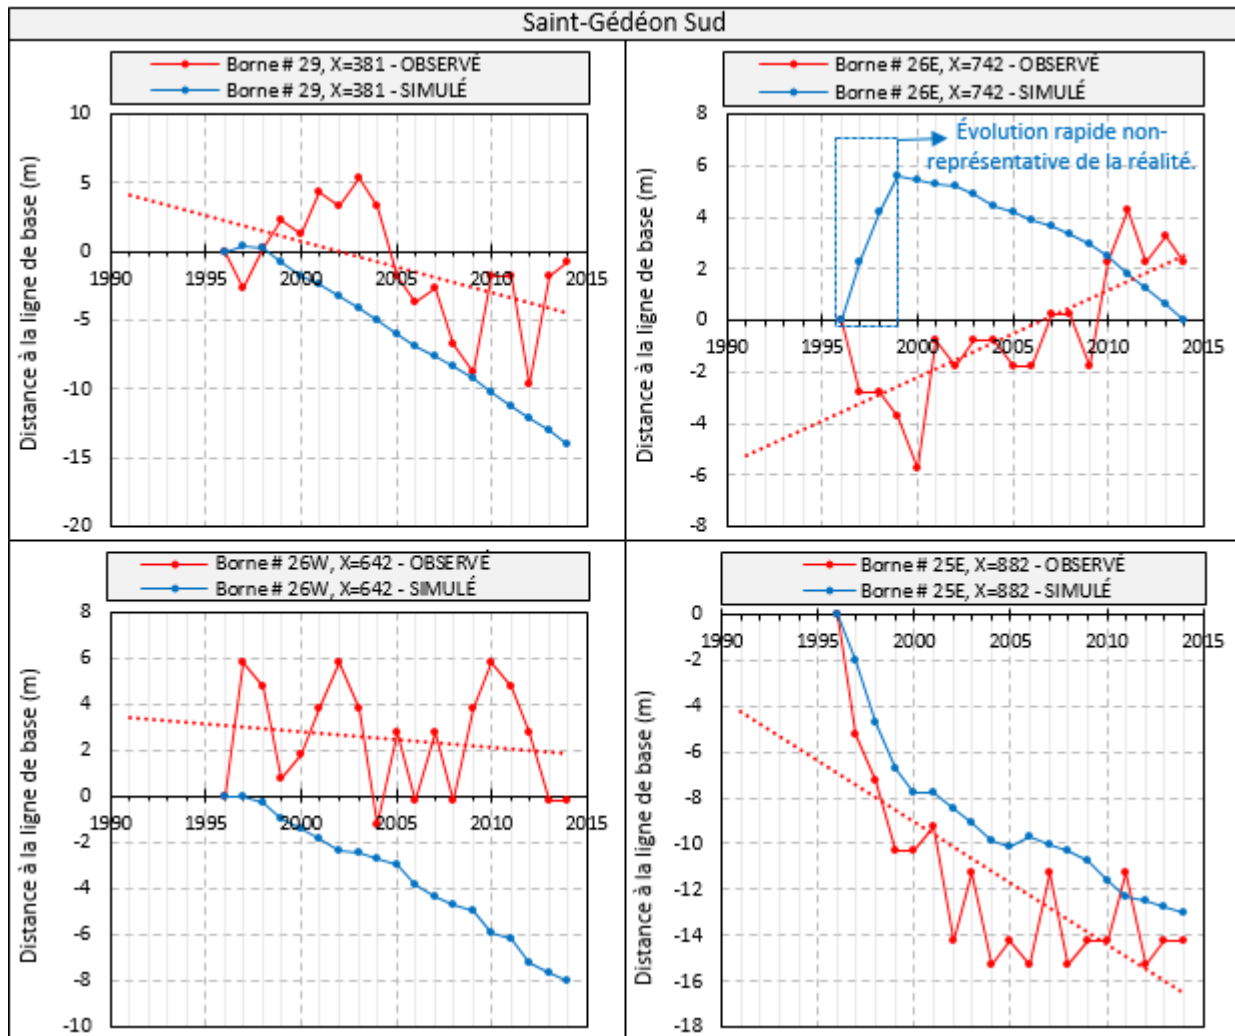 Saint-Gédéon Sud
Borne # 29, X=381 - OBSERVÉ
Borne # 29, X=381 - SIMULÉ
Distance à la ligne de base (m)
10
5
0
-5
-10
-15
-20
1990 1995 2000 2005 2010 2015
Borne # 26E, X=742 - OBSERVÉ
Borne # 26E, X=742 - SIMULÉ
Évolution rapide non-
représentative de la réalité.
Distance à la ligne de base (m)
8
6
4
2
0
-2
-4
-6
-8
1990 1995 2000 2005 2010 2015
Borne # 26W, X=642 - OBSERVÉ
Borne # 26W, X=642 - SIMULÉ
Distance à la ligne de base (m)
8
6
4
2
0
-2
-4
-6
-8
-10
1990 1995 2000 2005 2010 2015
Borne # 25E, X=882 - OBSERVÉ
Borne # 25E, X=882 - SIMULÉ
Distance à la ligne de base (m)
0
-2
-4
-6
-8
-10
-12
-14
-16
-18
1990 1995 2000 2005 2010 2015